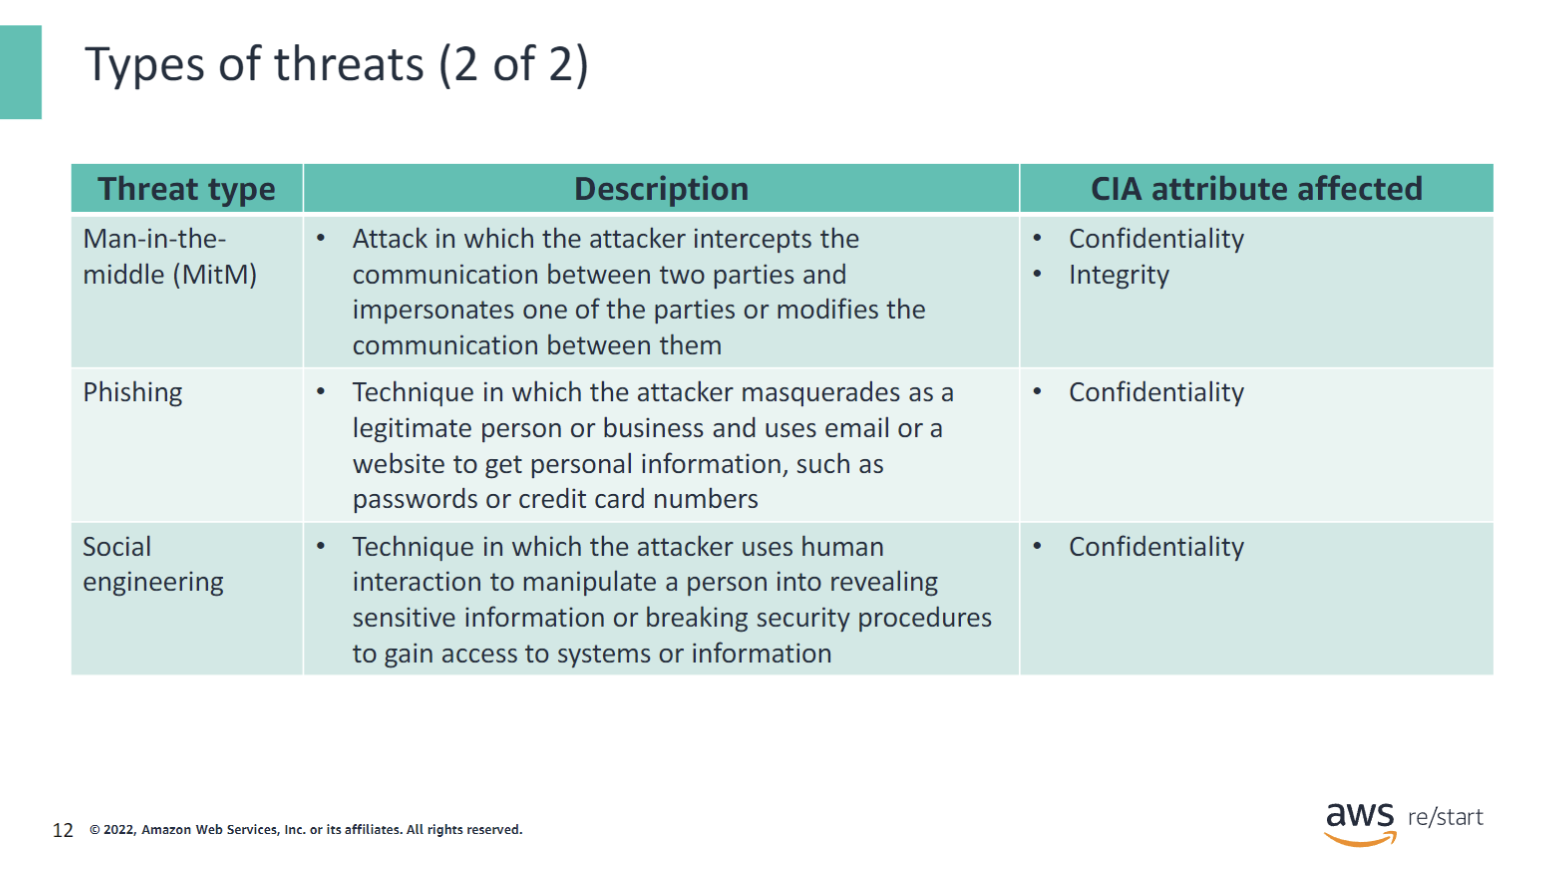 Types of threats (2 of 2)
Threat type
Description
CIA attribute affected
Man-in-the-
middle (MitM)
• Attack in which the attacker intercepts the
communication between two parties and
impersonates one of the parties or modifies the
communication between them
• Confidentiality
• Integrity
Phishing
• Technique in which the attacker masquerades as a
legitimate person or business and uses email or a
website to get personal information, such as
passwords or credit card numbers
• Confidentiality
Social
engineering
• Technique in which the attacker uses human
interaction to manipulate a person into revealing
sensitive information or breaking security procedures
to gain access to systems or information
• Confidentiality
12 © 2022, Amazon Web Services, Inc. or its affiliates. All rights reserved.
aws re/start